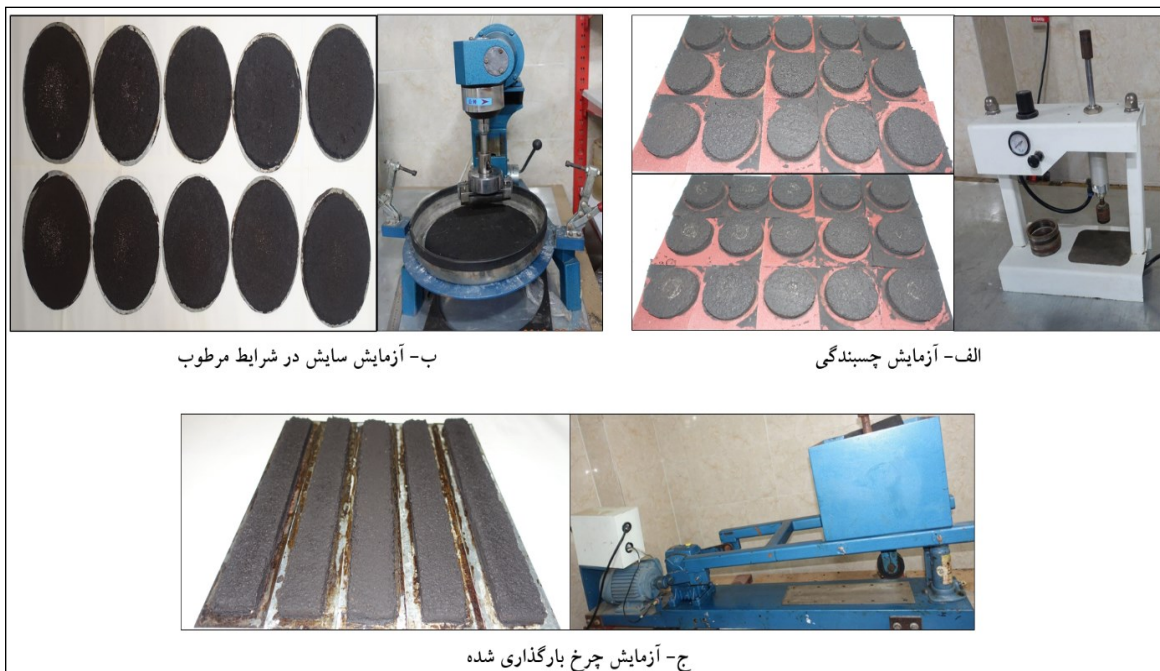 الف- آزمایش چسبندگی
ب- آزمایش سایش در شرایط مرطوب
ج- آزمایش چرخ بارگذاری شده